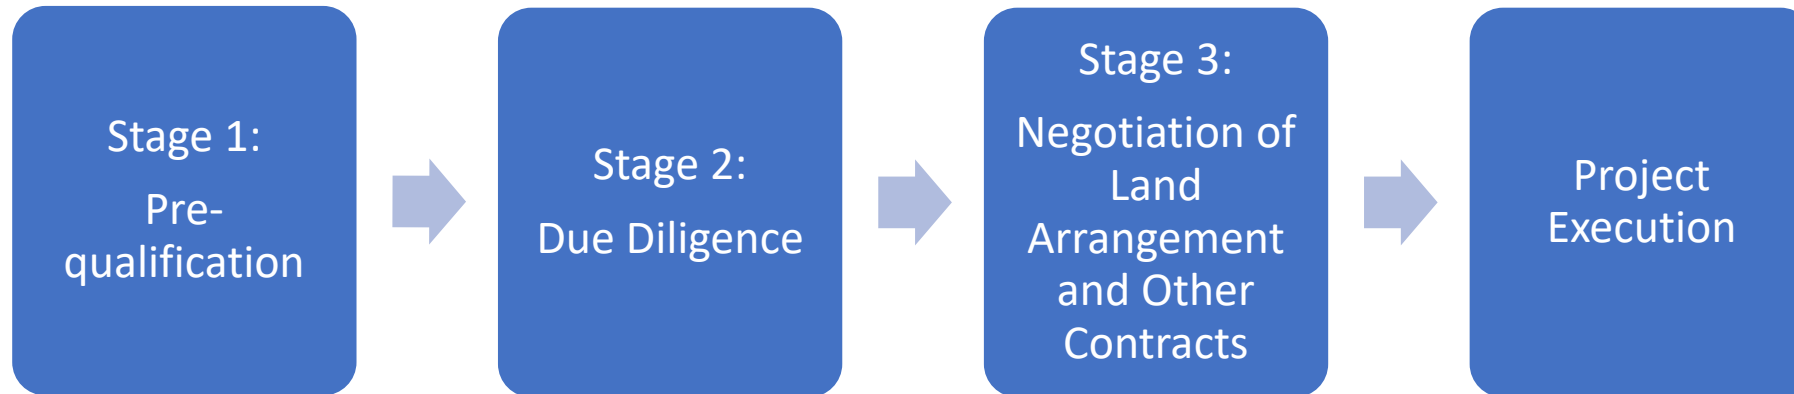 Stage 1:
Pre-
qualification
Stage 2:
Due Diligence
Stage 3:
Negotiation of
Land
Arrangement
and Other
Contracts
Project
Execution